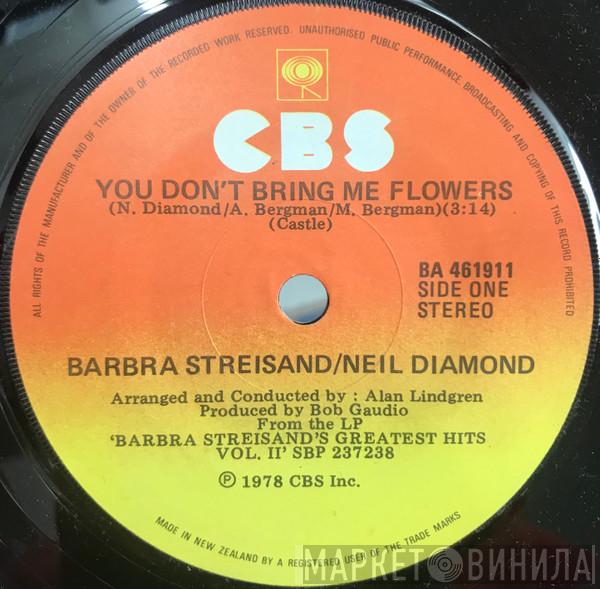 ALL RIGHTS OF THE MANUFACTURER AND OF THE OWNER OF THE RECORDED WORK RESERVED. UNAUTHORISED PUBLIC PERFORMANCE, BROADCASTING AND COPYING OF THIS RECORD PROHIBITED
CBS
YOU DON'T BRING ME FLOWERS
(N. Diamond/A. Bergman/M. Bergman)(3:14)
(Castle)
BA 461911
SIDE ONE
STEREO
BARBRA STREISAND/NEIL DIAMOND
Arranged and Conducted by : Alan Lindgren
Produced by Bob Gaudio
From the LP
'BARBRA STREISAND'S GREATEST HITS
VOL. II' SBP 237238
℗ 1978 CBS Inc.
MADE IN NEW ZEALAND BY A REGISTERED USER OF THE TRADE MARKS
МАРКЕТ ВИНИЛА